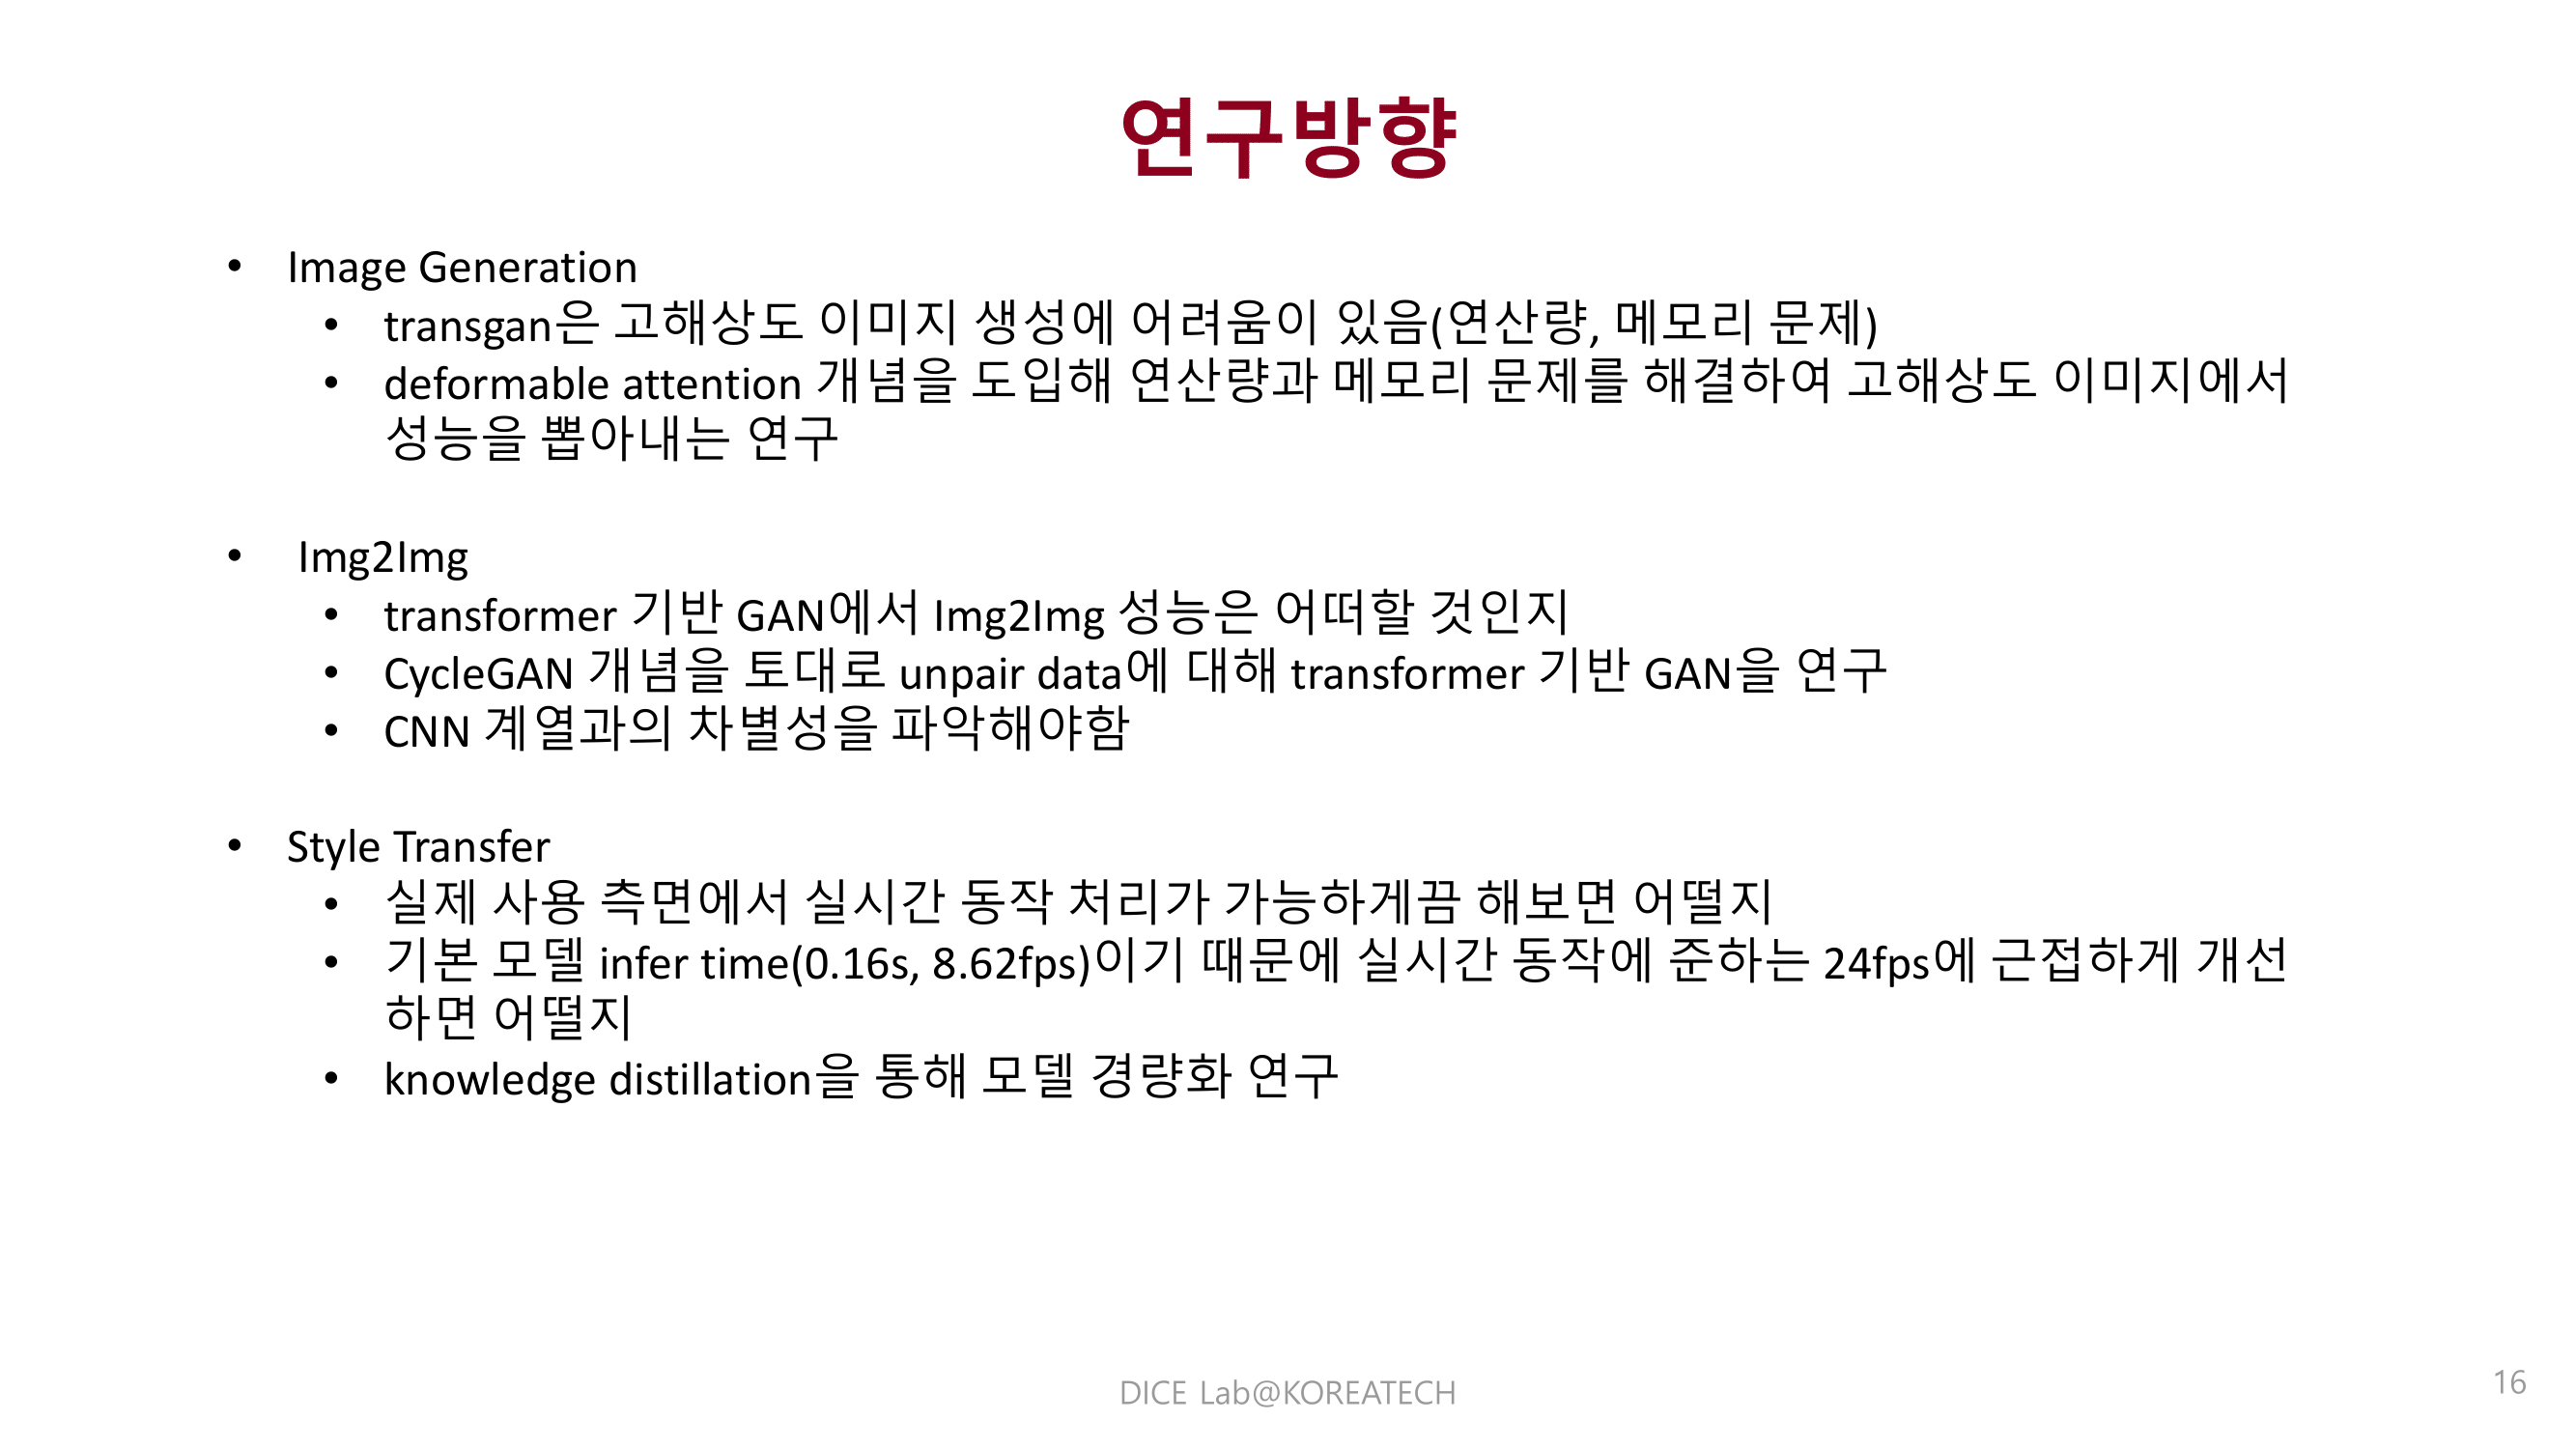 연구방향
• Image Generation
• transgan은 고해상도 이미지 생성에 어려움이 있음(연산량, 메모리 문제)
• deformable attention 개념을 도입해 연산량과 메모리 문제를 해결하여 고해상도 이미지에서
성능을 뽑아내는 연구
• Img2Img
• transformer 기반 GAN에서 Img2Img 성능은 어떠할 것인지
• CycleGAN 개념을 토대로 unpair data에 대해 transformer 기반 GAN을 연구
• CNN 계열과의 차별성을 파악해야함
• Style Transfer
• 실제 사용 측면에서 실시간 동작 처리가 가능하게끔 해보면 어떨지
• 기본 모델 infer time(0.16s, 8.62fps)이기 때문에 실시간 동작에 준하는 24fps에 근접하게 개선
하면 어떨지
• knowledge distillation을 통해 모델 경량화 연구
DICE Lab@KOREATECH
16